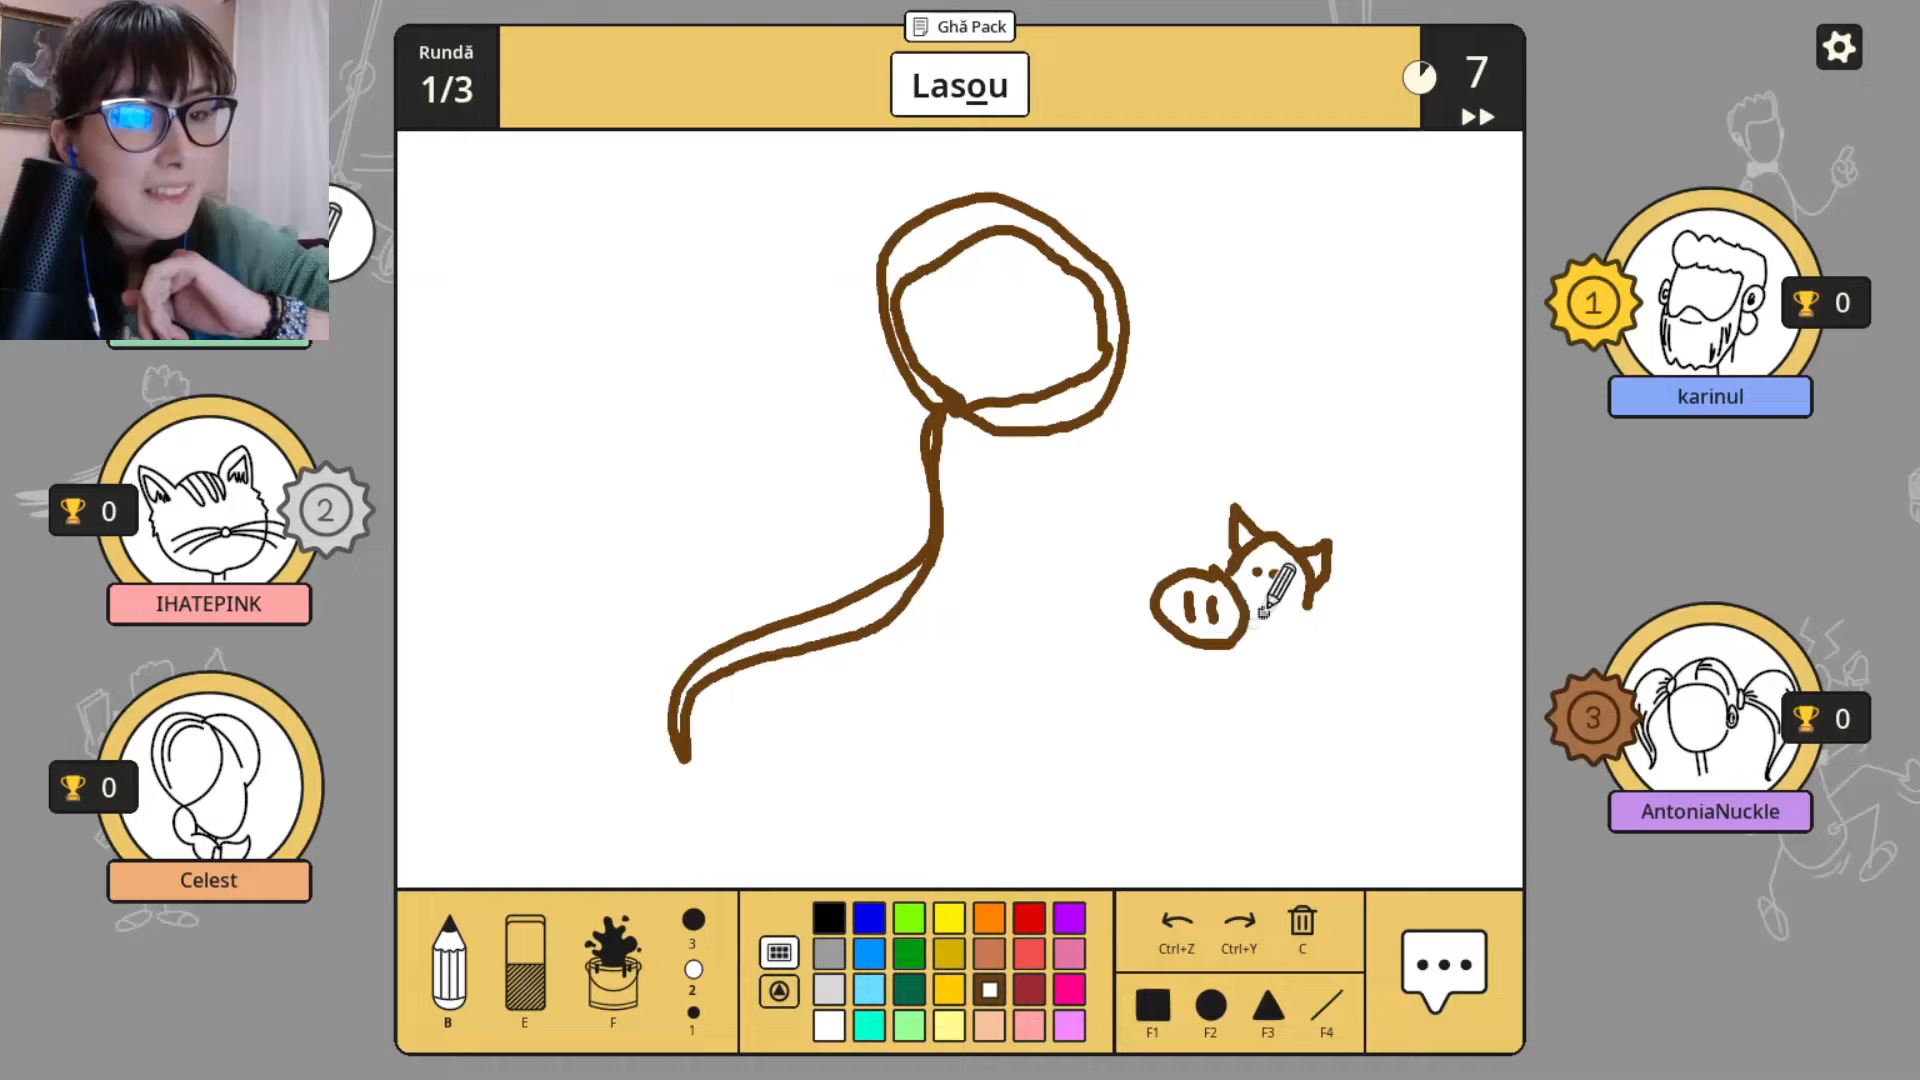 Ghă Pack
Rundă
1/3
Lasou
7
1
0
karinul
0
2
IHATEPINK
0
Celest
3
0
AntoniaNuckle
B
E
F
3
2
1
Ctrl+Z
Ctrl+Y
C
F1
F2
F3
F4